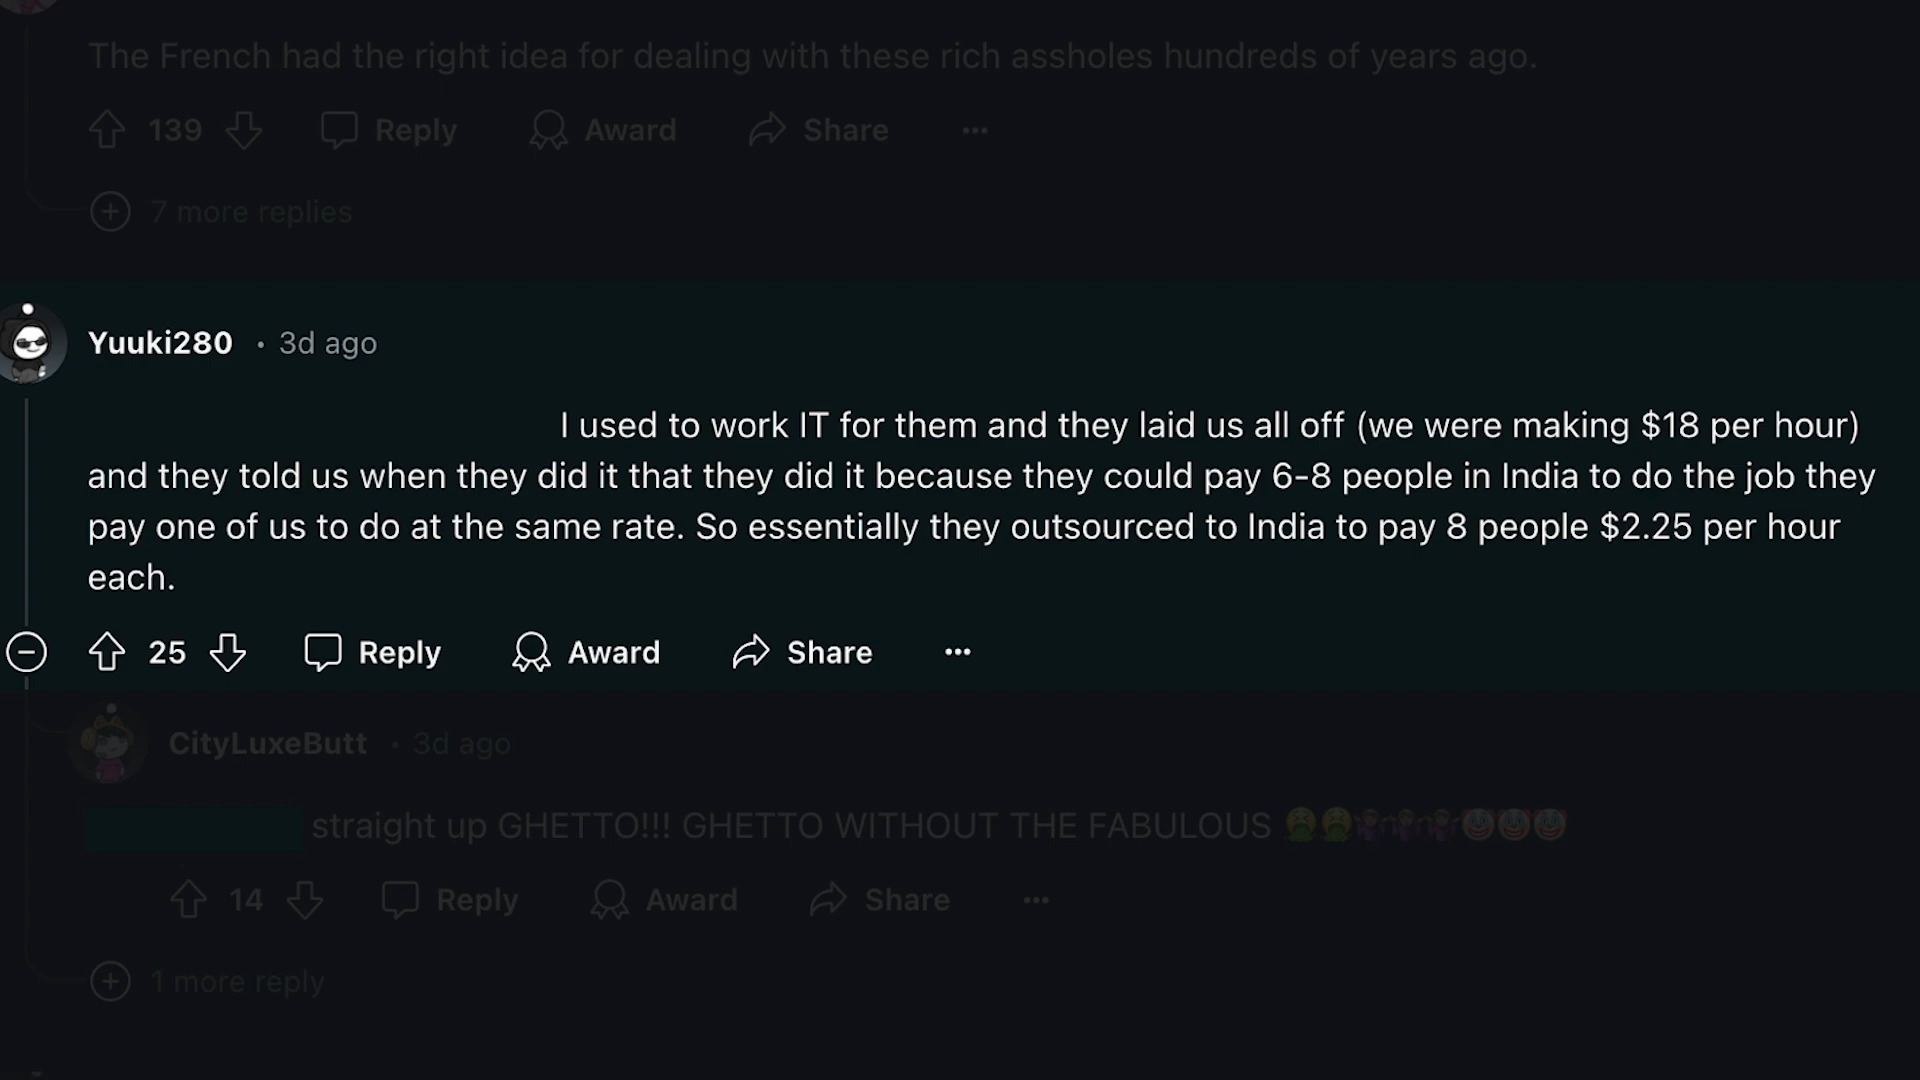 The French had the right idea for dealing with these rich assholes hundreds of years ago.
139 Reply Award Share ...
7 more replies
Yuuki280 • 3d ago
I used to work IT for them and they laid us all off (we were making $18 per hour)
and they told us when they did it that they did it because they could pay 6-8 people in India to do the job they
pay one of us to do at the same rate. So essentially they outsourced to India to pay 8 people $2.25 per hour
each.
25 Reply Award Share ...
CityLuxeButt • 3d ago
straight up GHETTO!!! GHETTO WITHOUT THE FABULOUS 🤮🤮🤷‍♀️🤷‍♀️🤷‍♀️🤡🤡🤡
14 Reply Award Share ...
1 more reply